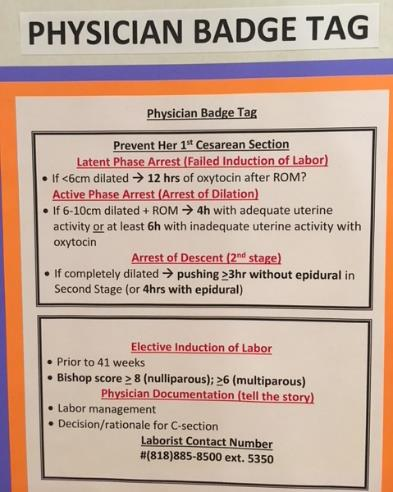 PHYSICIAN BADGE TAG
Physician Badge Tag
Prevent Her 1st Cesarean Section
Latent Phase Arrest (Failed Induction of Labor)
• If <6cm dilated → 12 hrs of oxytocin after ROM?
Active Phase Arrest (Arrest of Dilation)
• If 6-10cm dilated + ROM → 4h with adequate uterine
activity or at least 6h with inadequate uterine activity with
oxytocin
Arrest of Descent (2nd stage)
• If completely dilated → pushing ≥3hr without epidural in
Second Stage (or 4hrs with epidural)
Elective Induction of Labor
• Prior to 41 weeks
• Bishop score ≥ 8 (nulliparous); ≥6 (multiparous)
Physician Documentation (tell the story)
• Labor management
• Decision/rationale for C-section
Laborist Contact Number
#(818)885-8500 ext. 5350